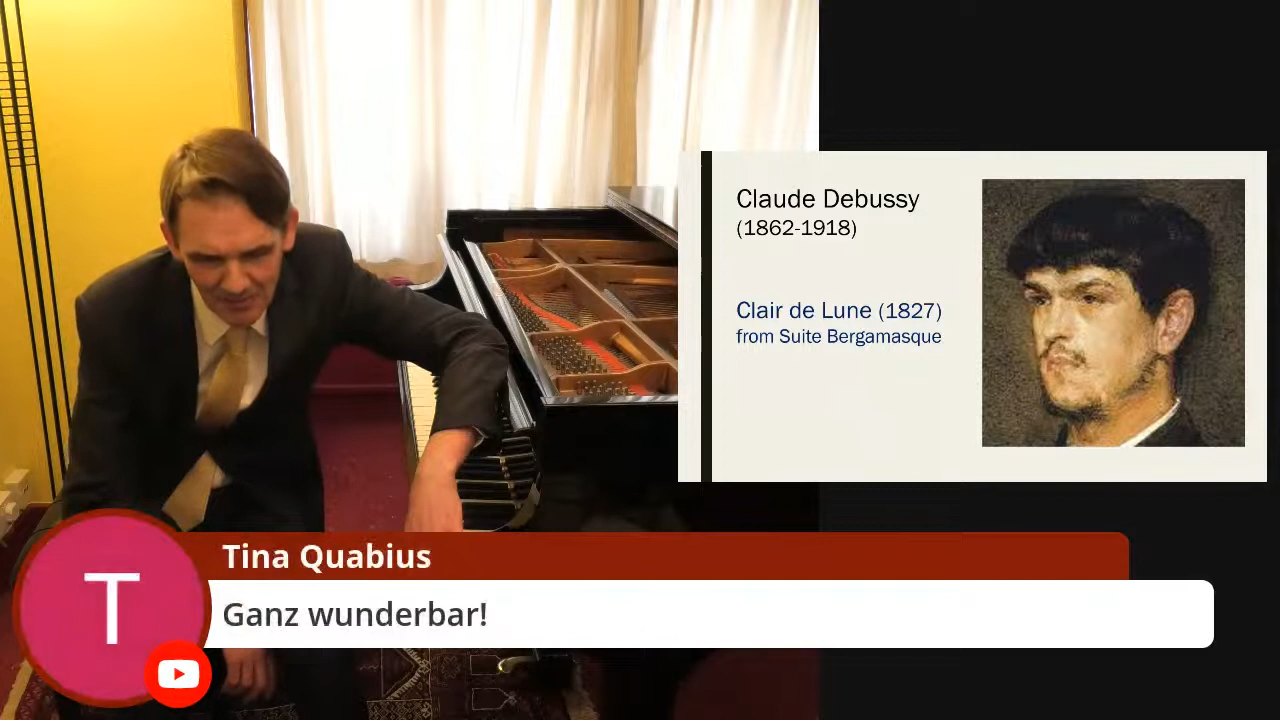 Claude Debussy
(1862-1918)
Clair de Lune (1827)
from Suite Bergamasque
T
Tina Quabius
Ganz wunderbar!